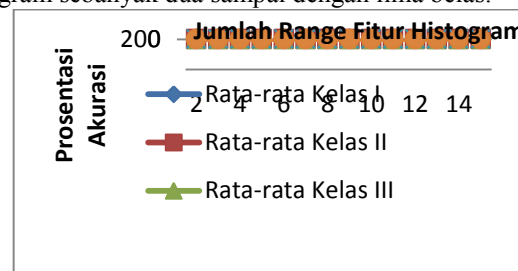 gram sebanyak dua sampai dengan lima belas.
Jumlah Range Fitur Histogram
200
2 4 6 8 10 12 14
Prosentasi
Akurasi
Rata-rata Kelas I
Rata-rata Kelas II
Rata-rata Kelas III